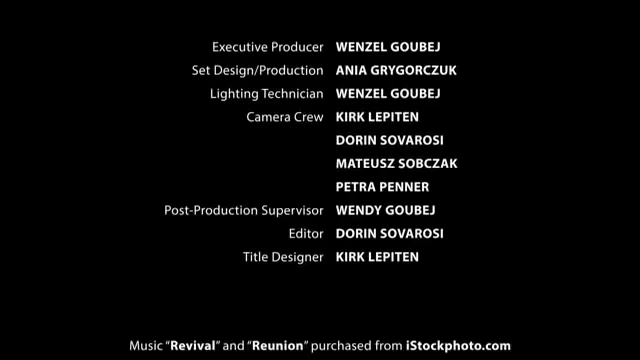 Executive Producer WENZEL GOUBEJ
Set Design/Production ANIA GRYGORCZUK
Lighting Technician WENZEL GOUBEJ
Camera Crew KIRK LEPITEN
DORIN SOVAROSI
MATEUSZ SOBCZAK
PETRA PENNER
Post-Production Supervisor WENDY GOUBEJ
Editor DORIN SOVAROSI
Title Designer KIRK LEPITEN
Music “Revival” and “Reunion” purchased from iStockphoto.com